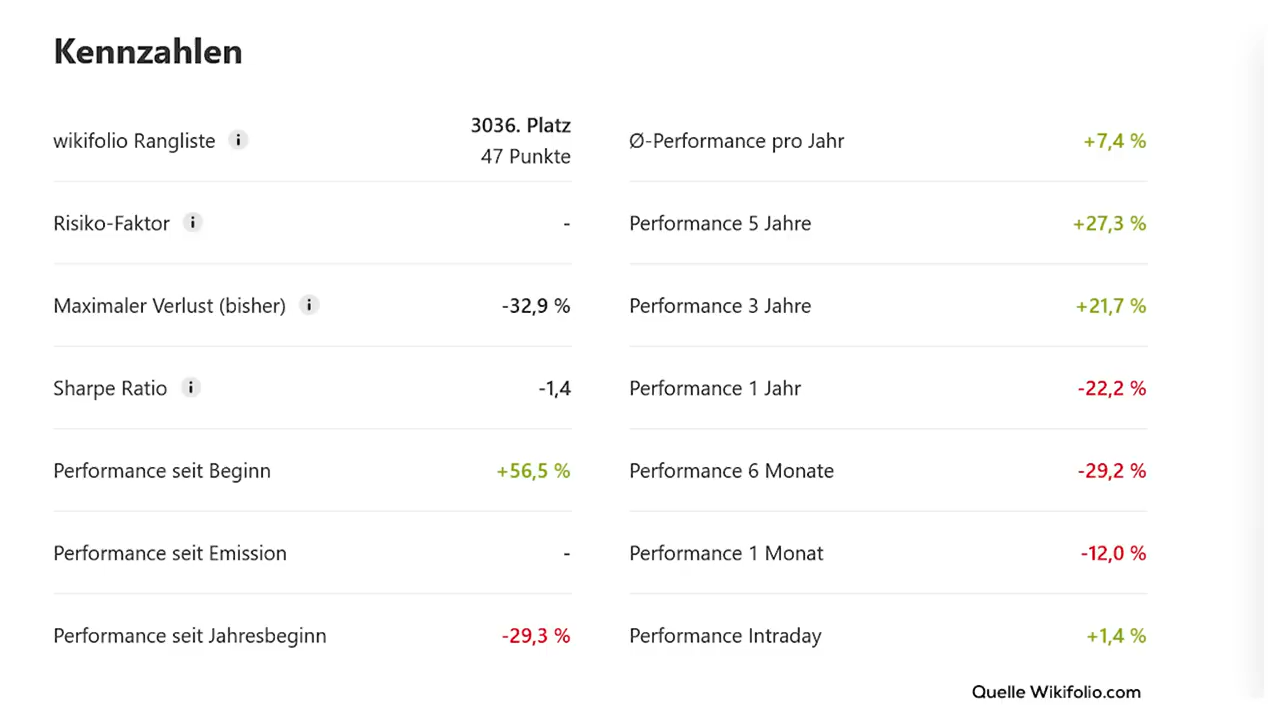 Kennzahlen
wikifolio Rangliste i 3036. Platz
47 Punkte
Risiko-Faktor i -
Maximaler Verlust (bisher) i -32,9 %
Sharpe Ratio i -1,4
Performance seit Beginn +56,5 %
Performance seit Emission -
Performance seit Jahresbeginn -29,3 %
Ø-Performance pro Jahr +7,4 %
Performance 5 Jahre +27,3 %
Performance 3 Jahre +21,7 %
Performance 1 Jahr -22,2 %
Performance 6 Monate -29,2 %
Performance 1 Monat -12,0 %
Performance Intraday +1,4 %
Quelle Wikifolio.com